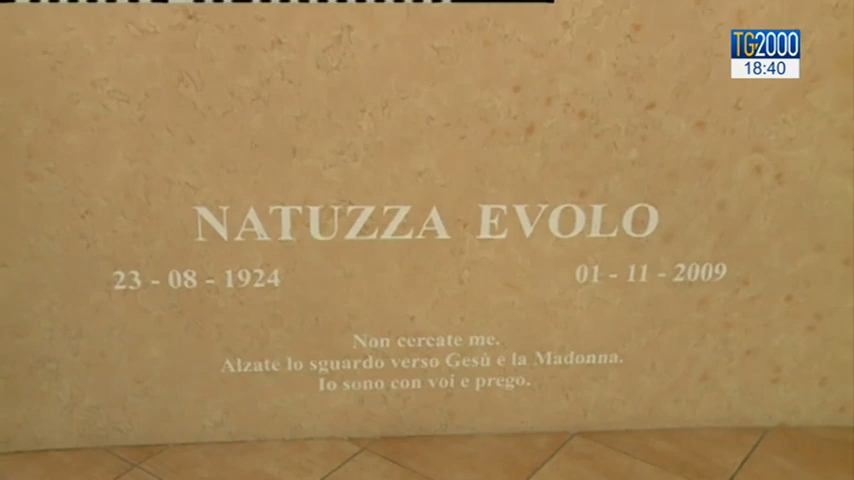 TG2000
18:40
NATUZZA EVOLO
23 - 08 - 1924 01 - 11 - 2009
Non cercate me.
Alzate lo sguardo verso Gesù e la Madonna.
Io sono con voi e prego.